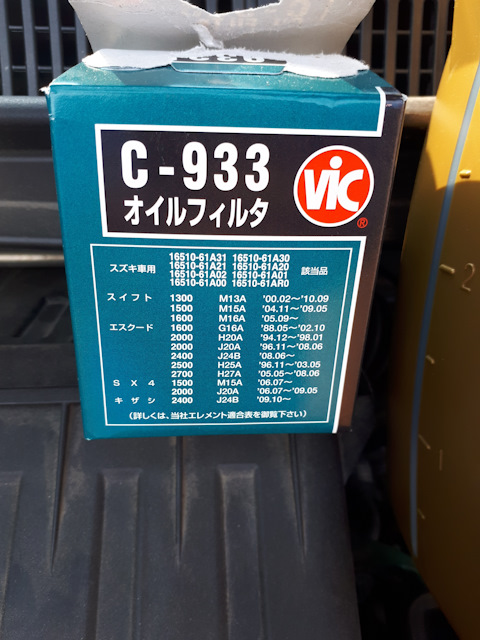 C-933
オイルフィルタ
VIC
®
スズキ車用
16510-61A31 16510-61A30
16510-61A21 16510-61A20
16510-61A02 16510-61A01
16510-61A00 16510-61AR0
該当品
スイフト 1300 M13A '00.02～'10.09
1500 M15A '04.11～'09.05
1600 M16A '05.09～
エスクード 1600 G16A '88.05～'02.10
2000 H20A '94.12～'98.01
2000 J20A '96.11～'08.06
2400 J24B '08.06～
2500 H25A '96.11～'03.05
2700 H27A '05.05～'08.06
SX4 1500 M15A '06.07～
2000 J20A '06.07～'09.05
キザシ 2400 J24B '09.10～
(詳しくは、当社エレメント適合表を御覧下さい)
2